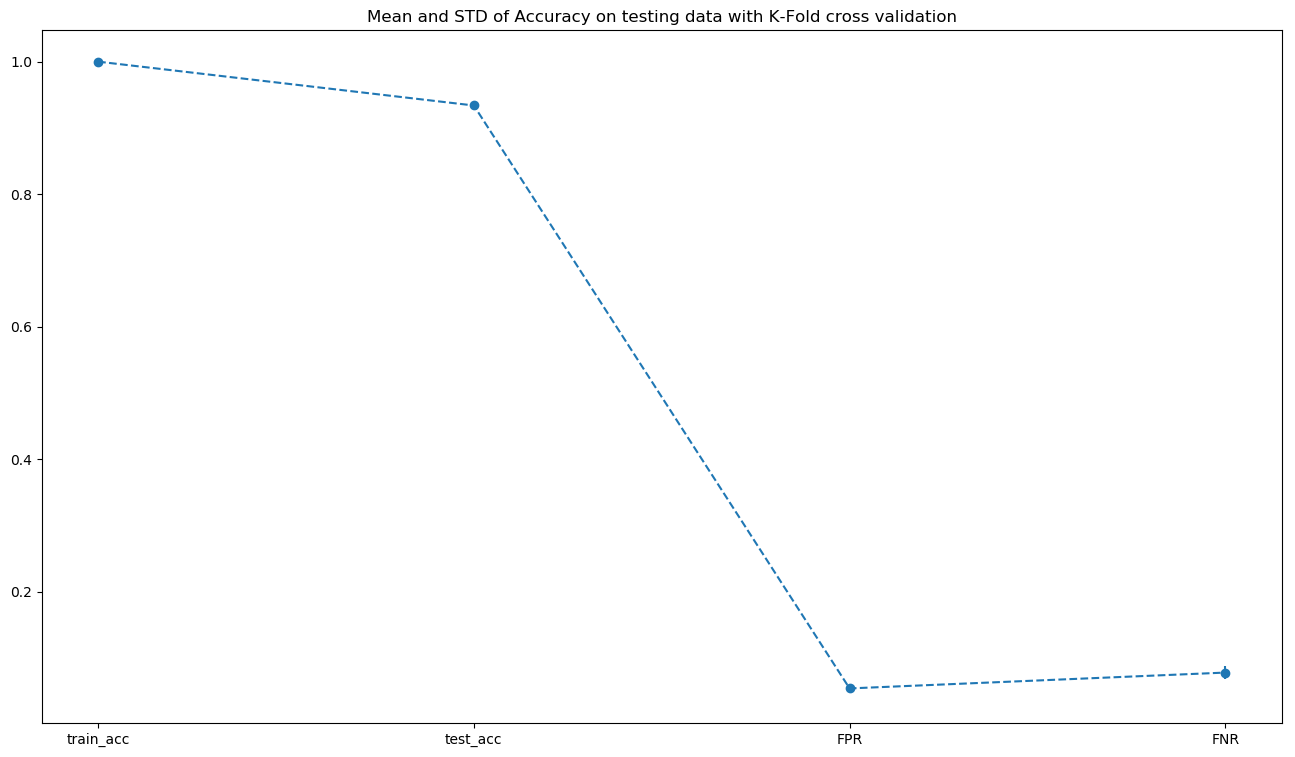 Mean and STD of Accuracy on testing data with K-Fold cross validation
1.0
0.8
0.6
0.4
0.2
train_acc test_acc FPR FNR